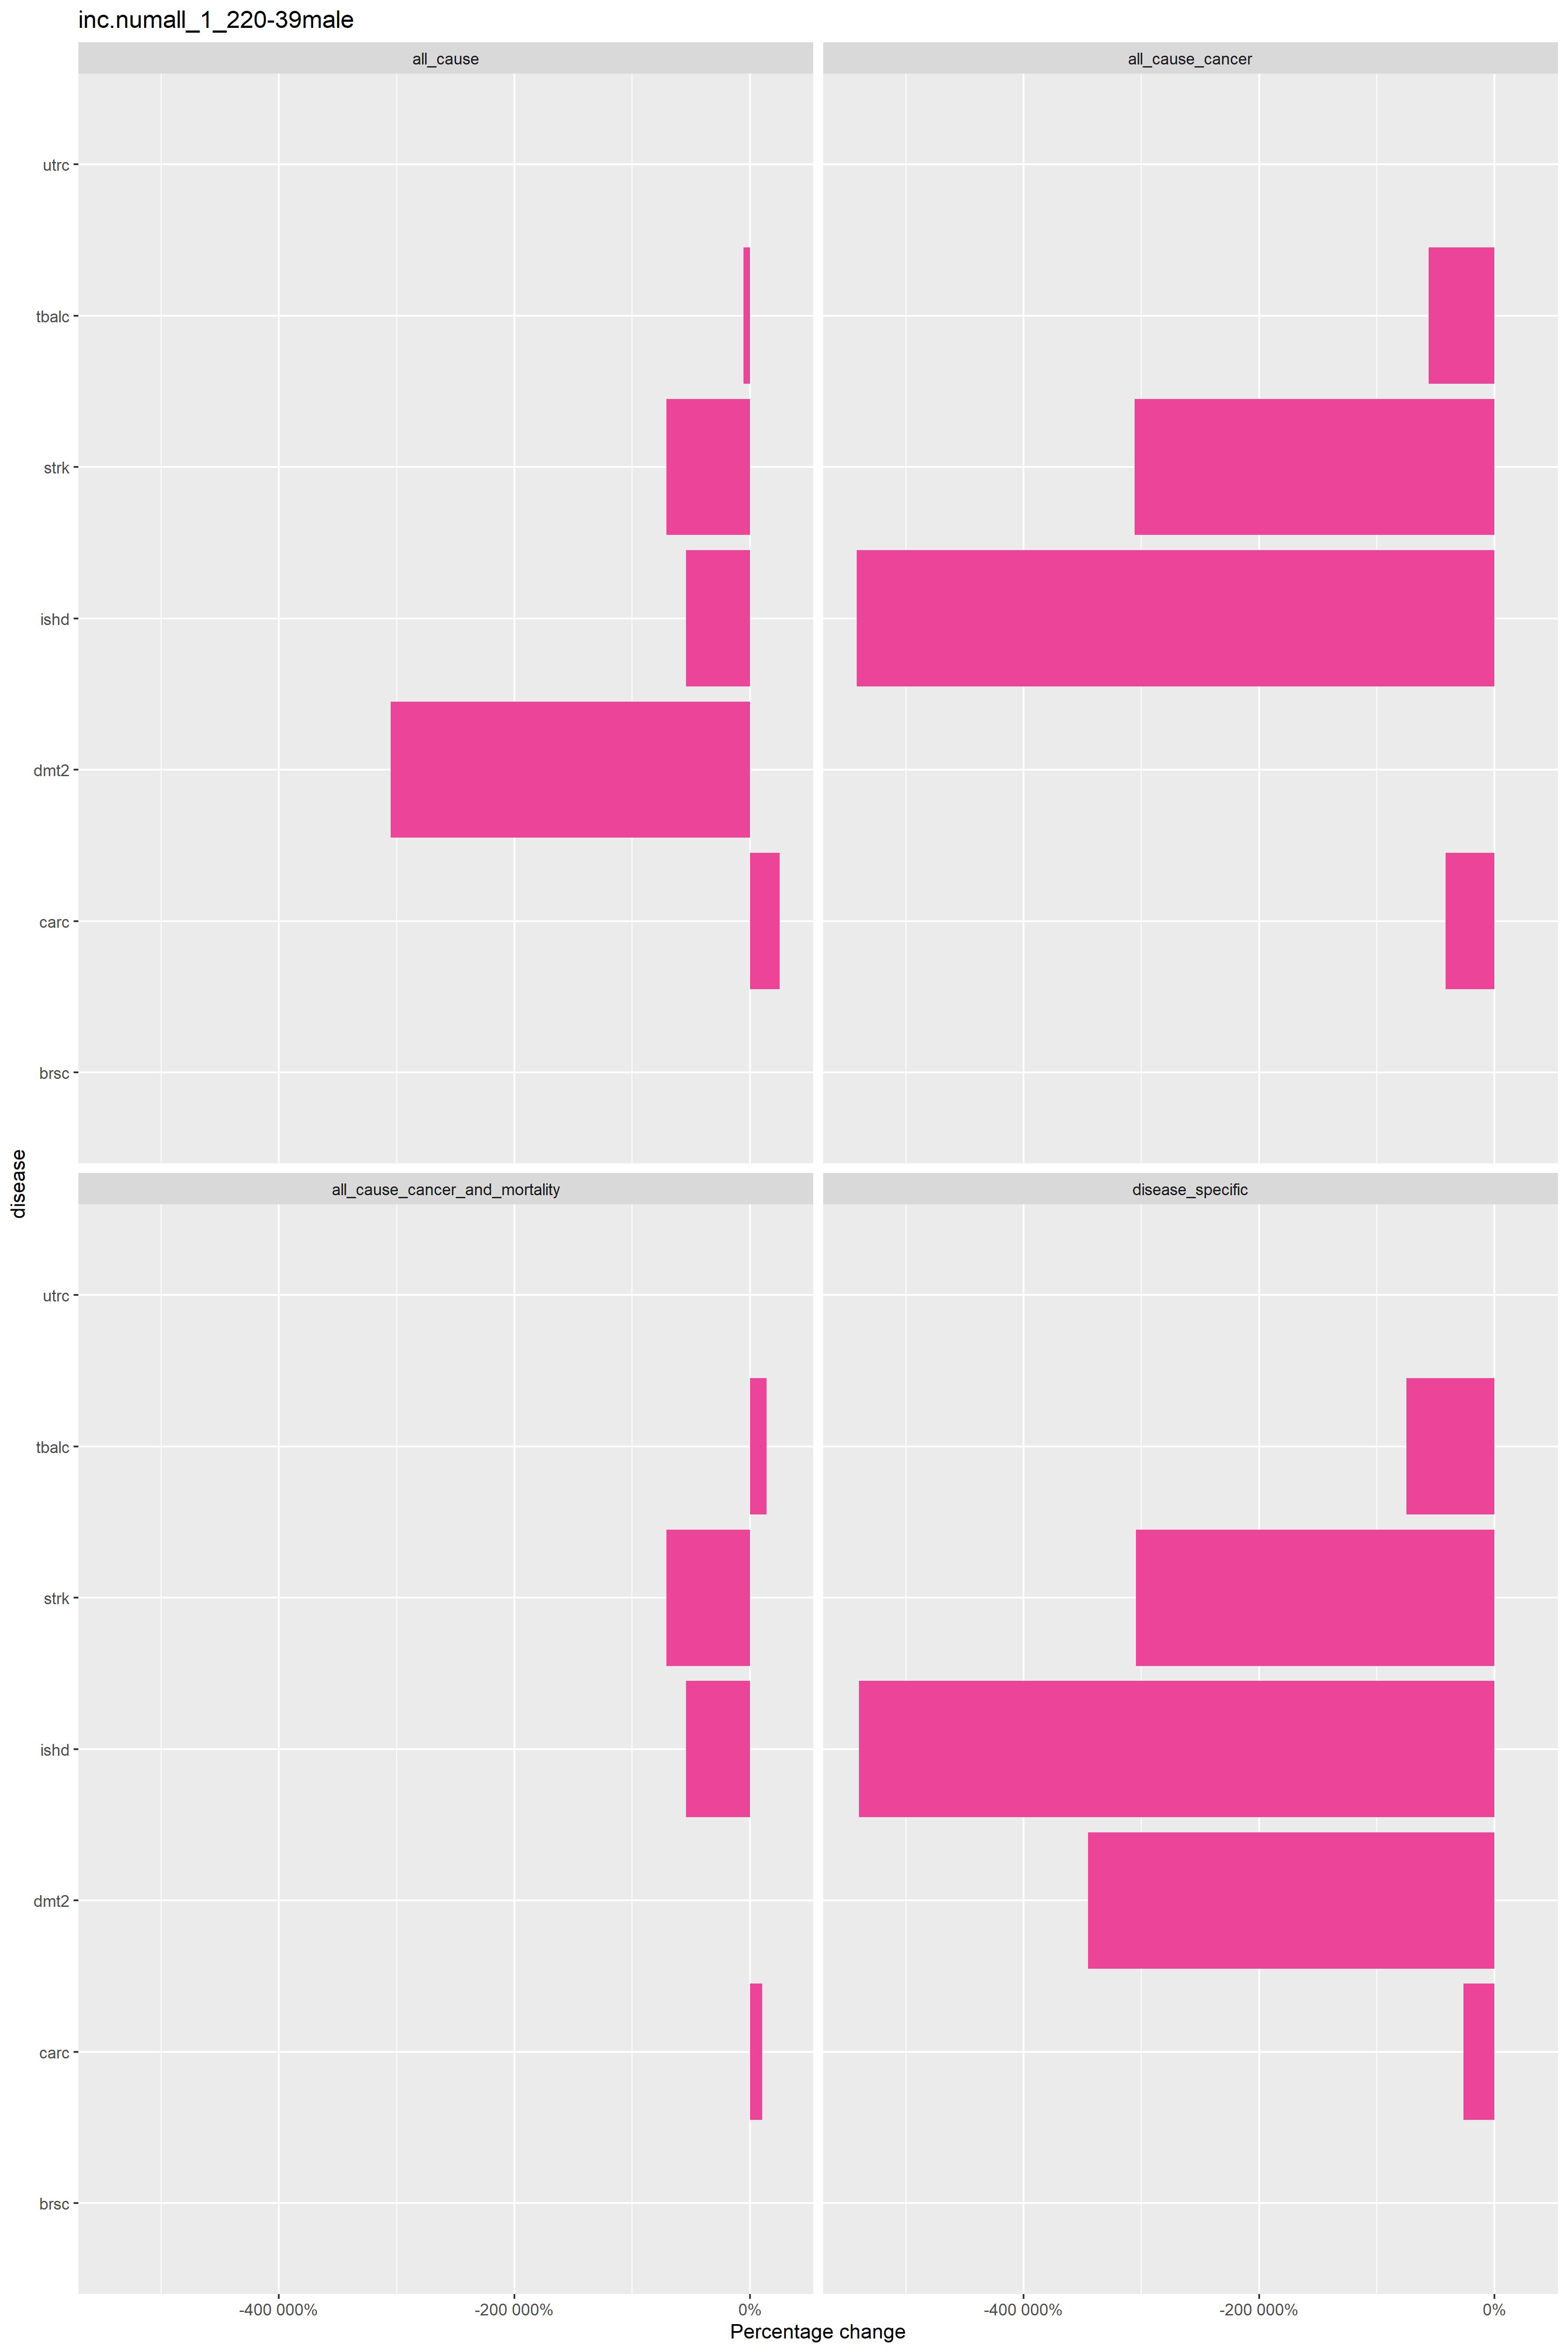 inc.numall_1_220-39male
all_cause
all_cause_cancer
utrc
tbalc
strk
ishd
dmt2
carc
brsc
disease
all_cause_cancer_and_mortality
disease_specific
utrc
tbalc
strk
ishd
dmt2
carc
brsc
-400 000%
-200 000%
0%
-400 000%
-200 000%
0%
Percentage change